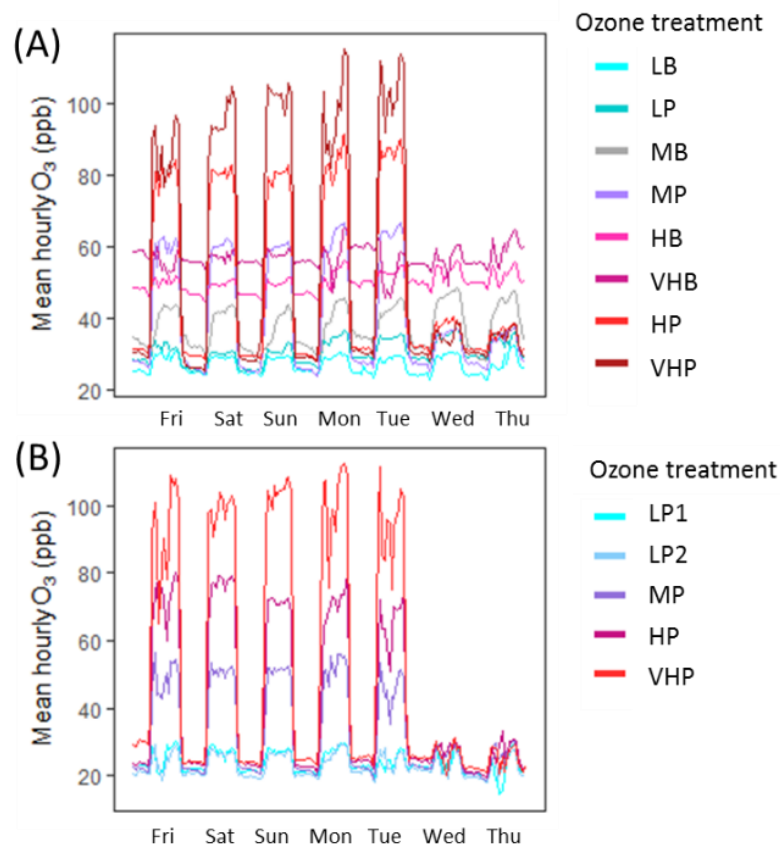 (A)
Mean hourly O3 (ppb)
100
80
60
40
20
Fri Sat Sun Mon Tue Wed Thu
Ozone treatment
LB
LP
MB
MP
HB
VHB
HP
VHP
(B)
Mean hourly O3 (ppb)
100
80
60
40
20
Fri Sat Sun Mon Tue Wed Thu
Ozone treatment
LP1
LP2
MP
HP
VHP